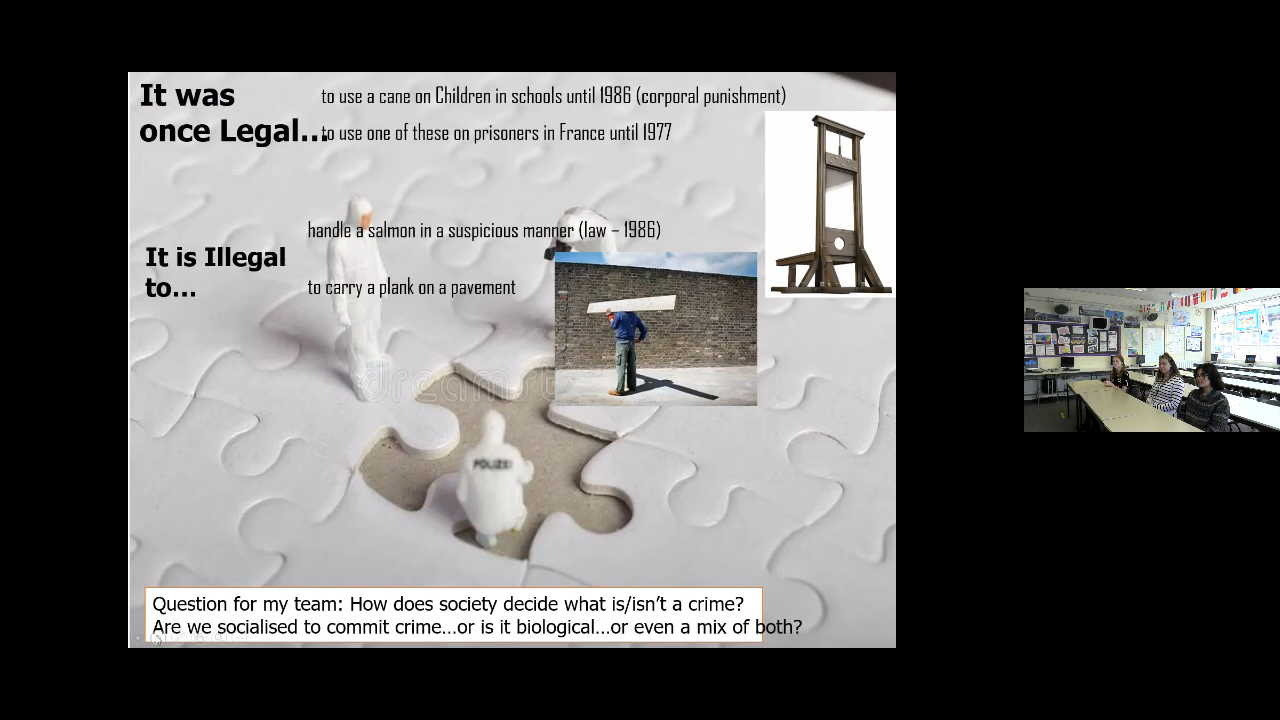 It was
once Legal...
to use a cane on Children in schools until 1986 (corporal punishment)
to use one of these on prisoners in France until 1977
handle a salmon in a suspicious manner (law – 1986)
It is Illegal
to...
to carry a plank on a pavement
dreamst
POLIZEI
Question for my team: How does society decide what is/isn't a crime?
Are we socialised to commit crime...or is it biological...or even a mix of both?